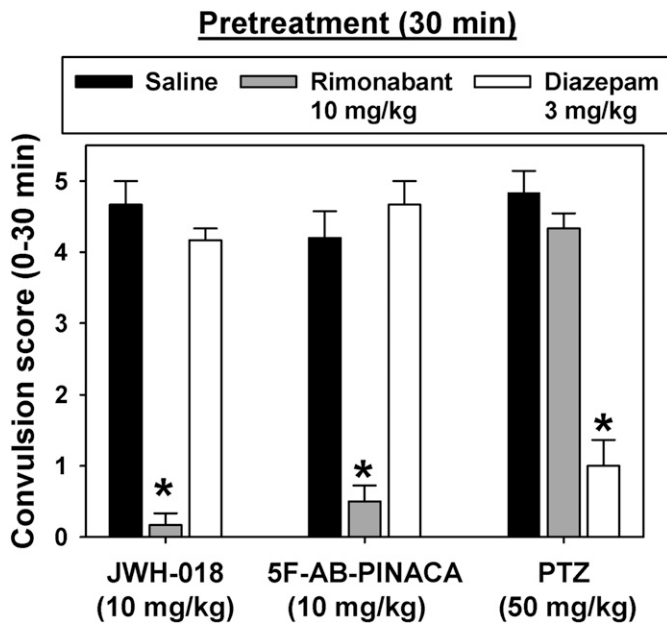 Pretreatment (30 min)
Saline Rimonabant Diazepam
10 mg/kg 3 mg/kg
Convulsion score (0-30 min)
5
4
3
2
1
0
* * *
JWH-018 5F-AB-PINACA PTZ
(10 mg/kg) (10 mg/kg) (50 mg/kg)